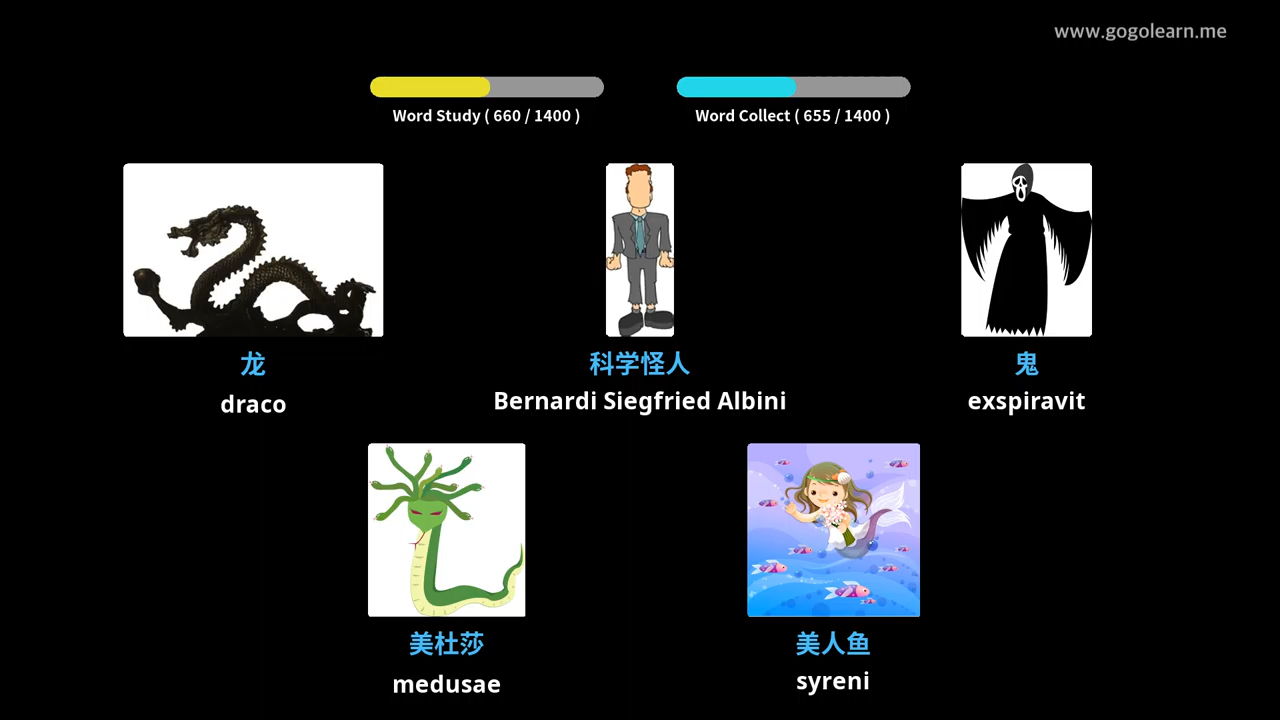 www.gogolearn.me
Word Study ( 660 / 1400 )
Word Collect ( 655 / 1400 )
龙
科学怪人
鬼
draco
Bernardi Siegfried Albini
exspiravit
美杜莎
美人鱼
medusae
syreni